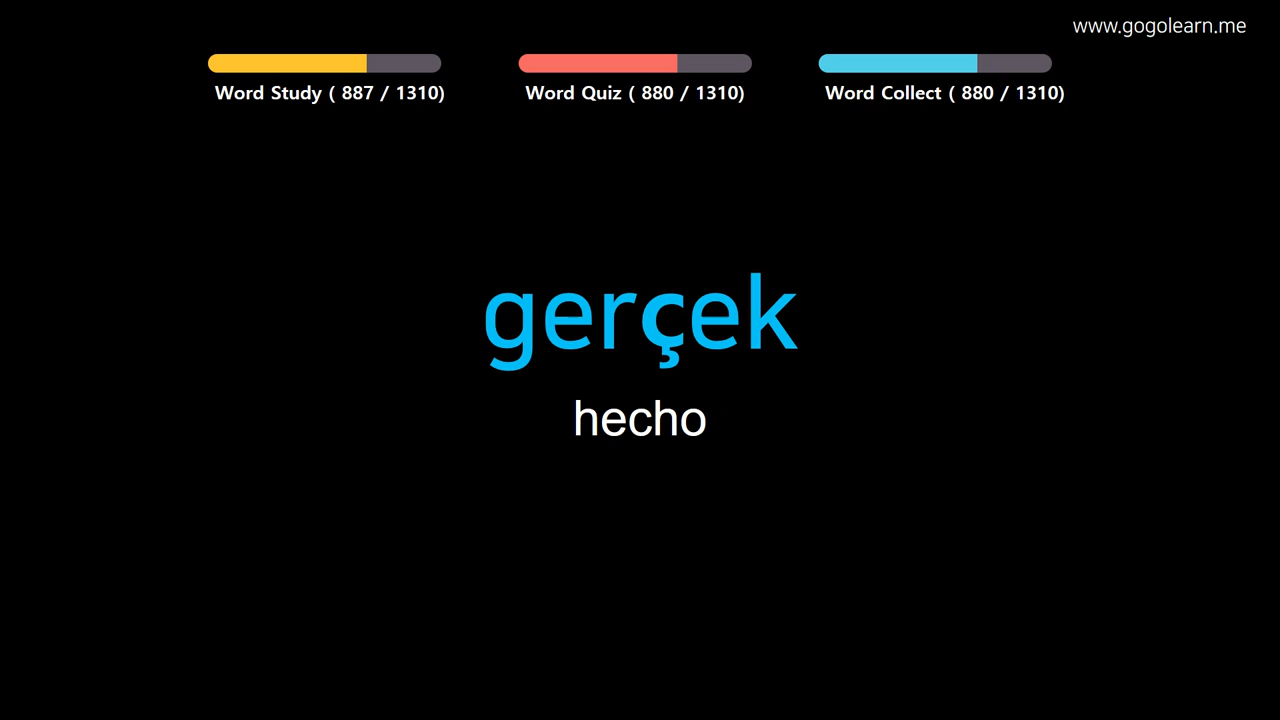 www.gogolearn.me
Word Study ( 887 / 1310)
Word Quiz ( 880 / 1310)
Word Collect ( 880 / 1310)
gerçek
hecho